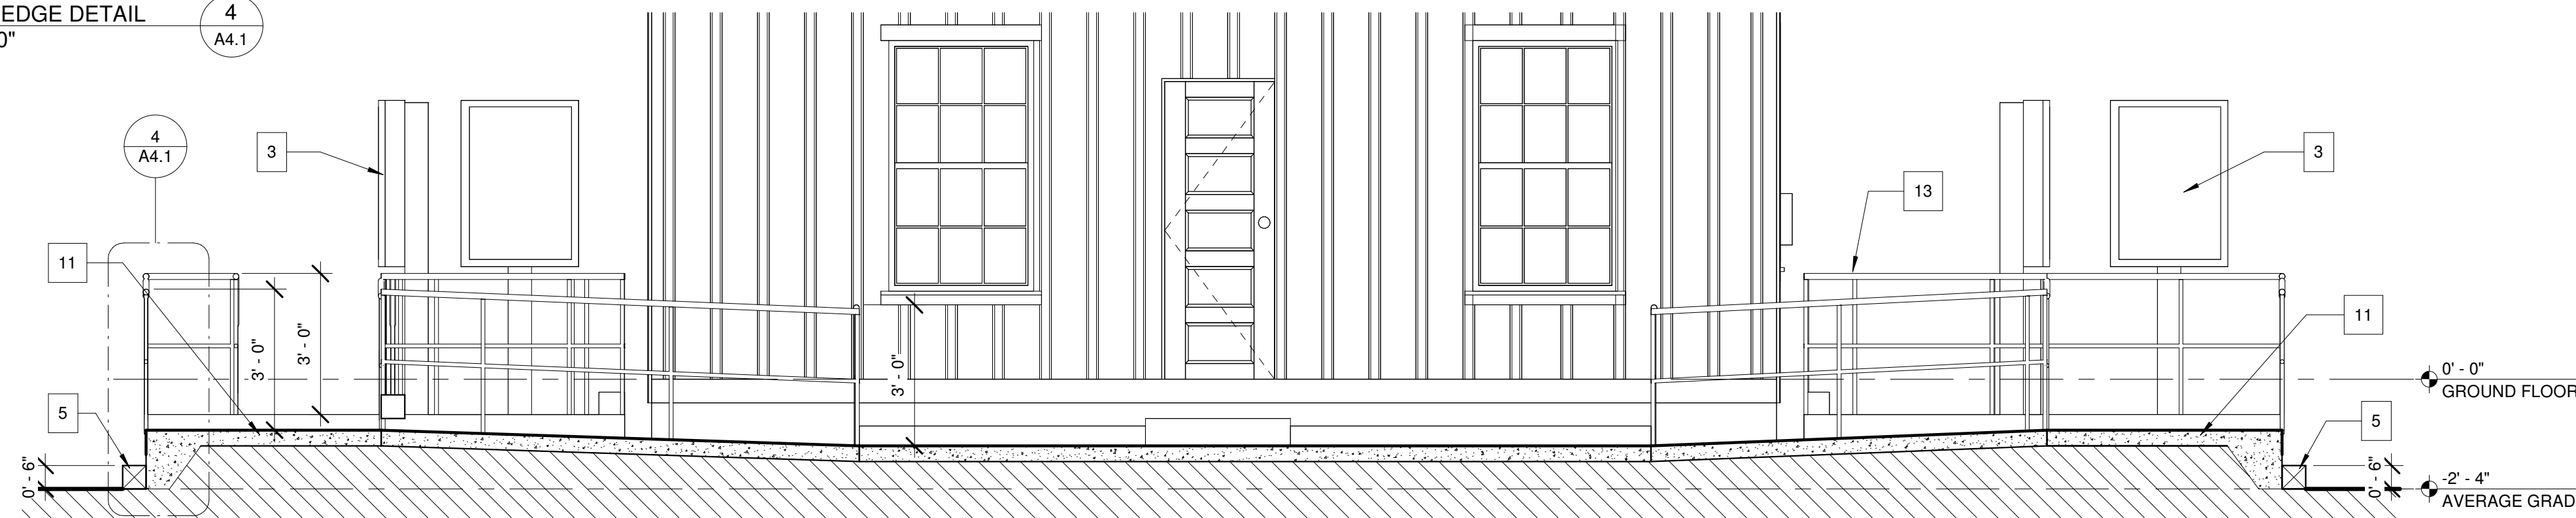 EDGE DETAIL
0"
4
A4.1
4
A4.1
3
3
13
11
11
3' - 0"
3' - 0"
3' - 0"
0' - 0"
GROUND FLOOR
5
5
0' - 6"
0' - 6"
-2' - 4"
AVERAGE GRAD